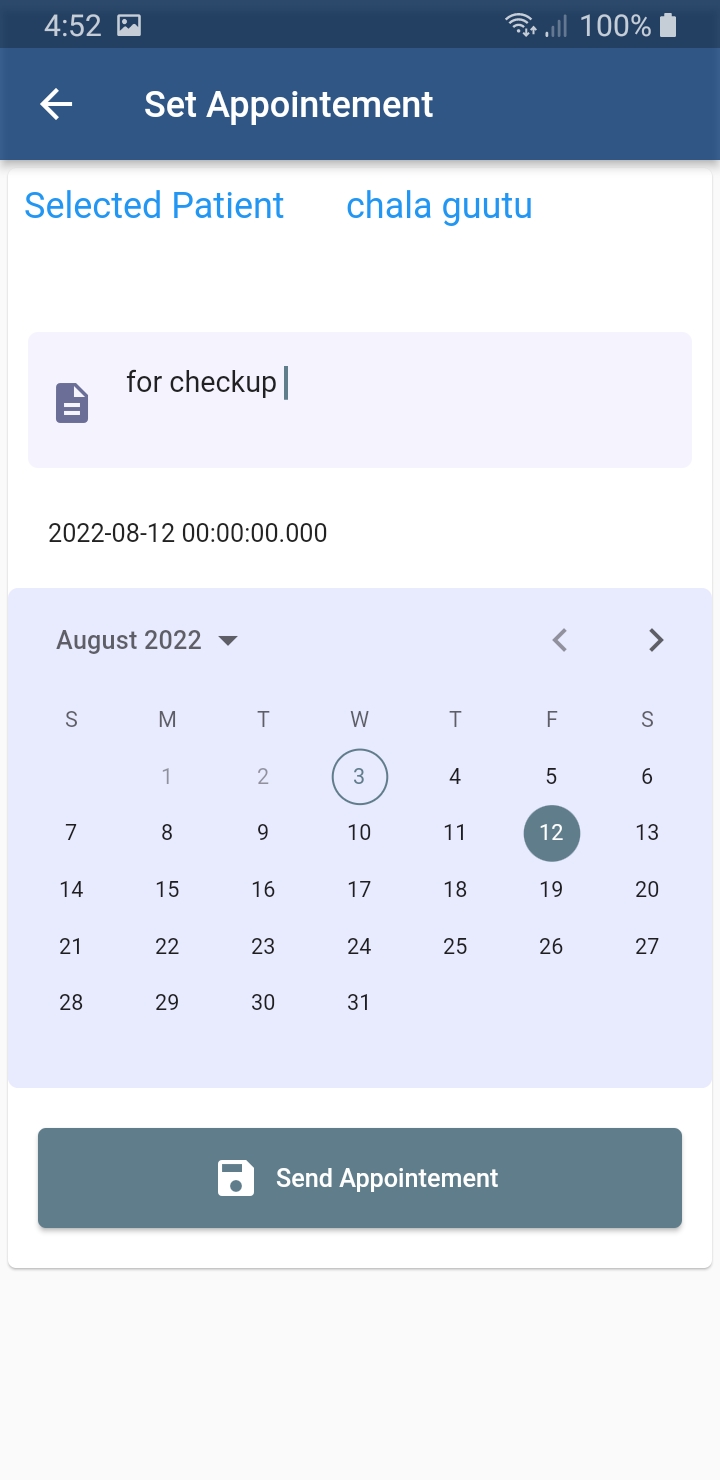 4:52 100%
Set Appointement
Selected Patient chala guutu
for checkup
2022-08-12 00:00:00.000
August 2022
S M T W T F S
1 2 3 4 5 6
7 8 9 10 11 12 13
14 15 16 17 18 19 20
21 22 23 24 25 26 27
28 29 30 31
Send Appointement